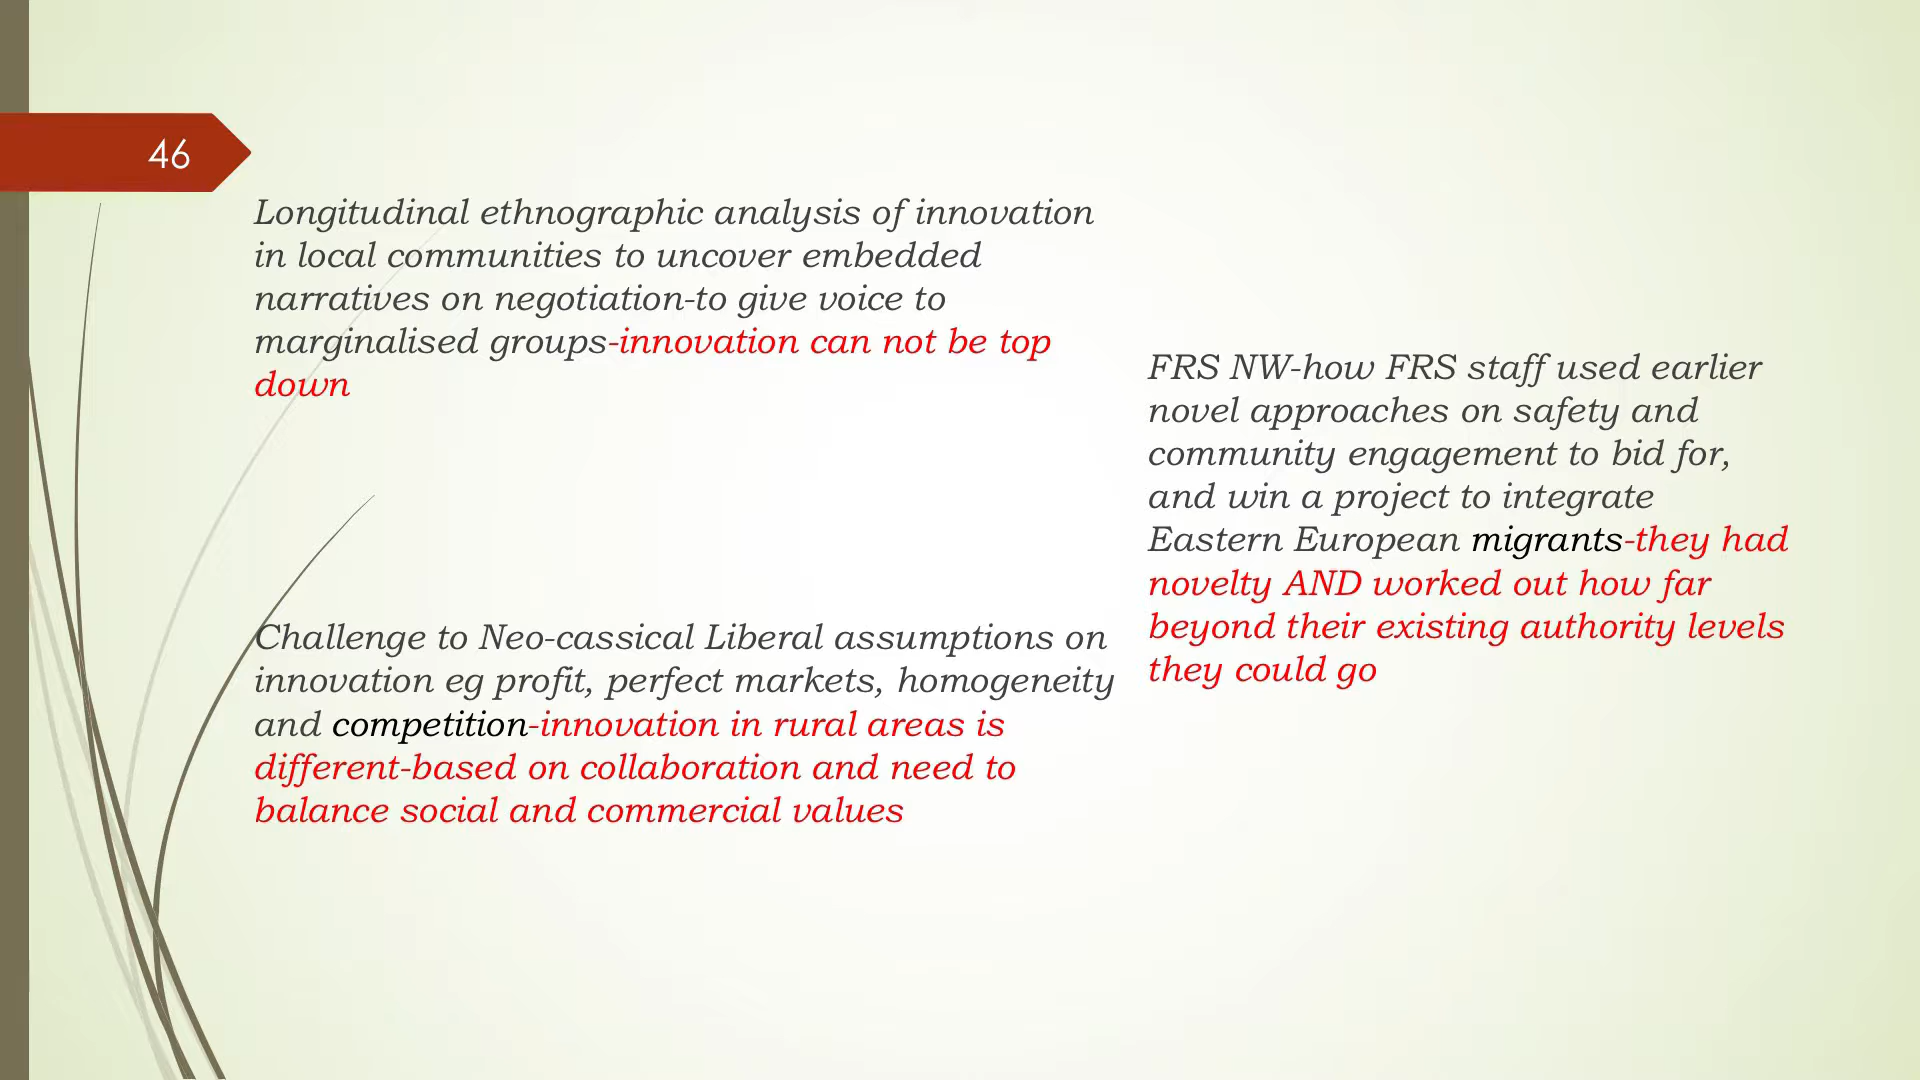 46
Longitudinal ethnographic analysis of innovation
in local communities to uncover embedded
narratives on negotiation-to give voice to
marginalised groups-innovation can not be top
down
Challenge to Neo-cassical Liberal assumptions on
innovation eg profit, perfect markets, homogeneity
and competition-innovation in rural areas is
different-based on collaboration and need to
balance social and commercial values
FRS NW-how FRS staff used earlier
novel approaches on safety and
community engagement to bid for,
and win a project to integrate
Eastern European migrants-they had
novelty AND worked out how far
beyond their existing authority levels
they could go